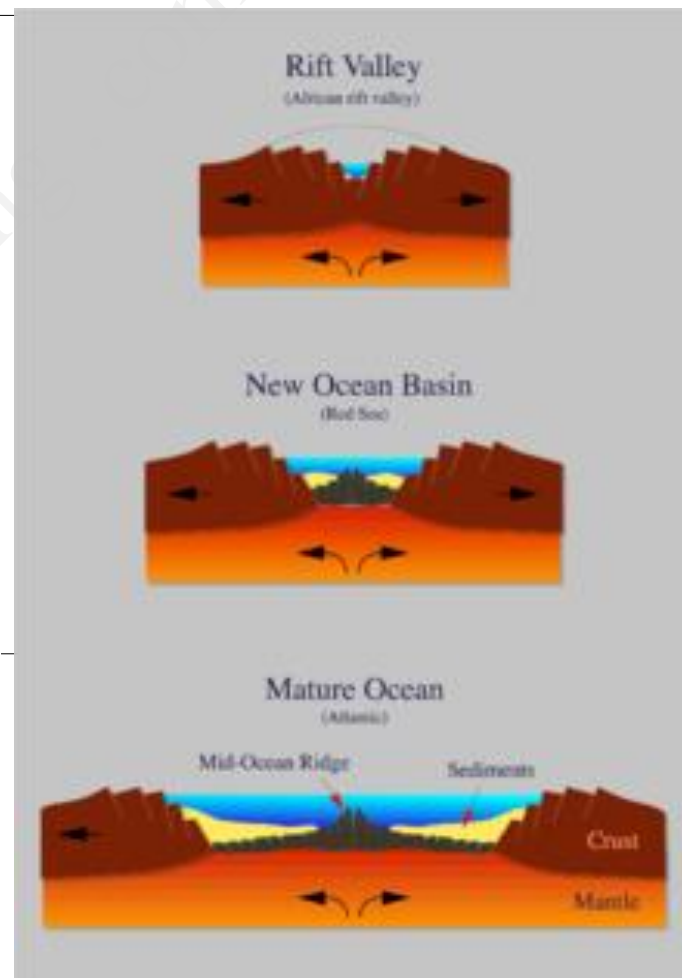 Rift Valley
(African rift valley)
New Ocean Basin
(Red Sea)
Mature Ocean
(Atlantic)
Mid-Ocean Ridge
Sediments
Crust
Mantle